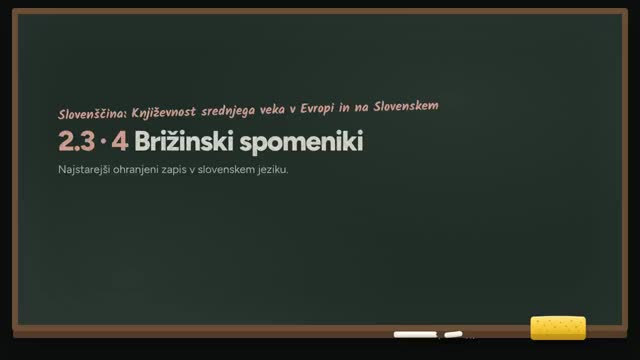 Slovenščina: Književnost srednjega veka v Evropi in na Slovenskem
2.3 · 4 Brižinski spomeniki
Najstarejši ohranjeni zapis v slovenskem jeziku.